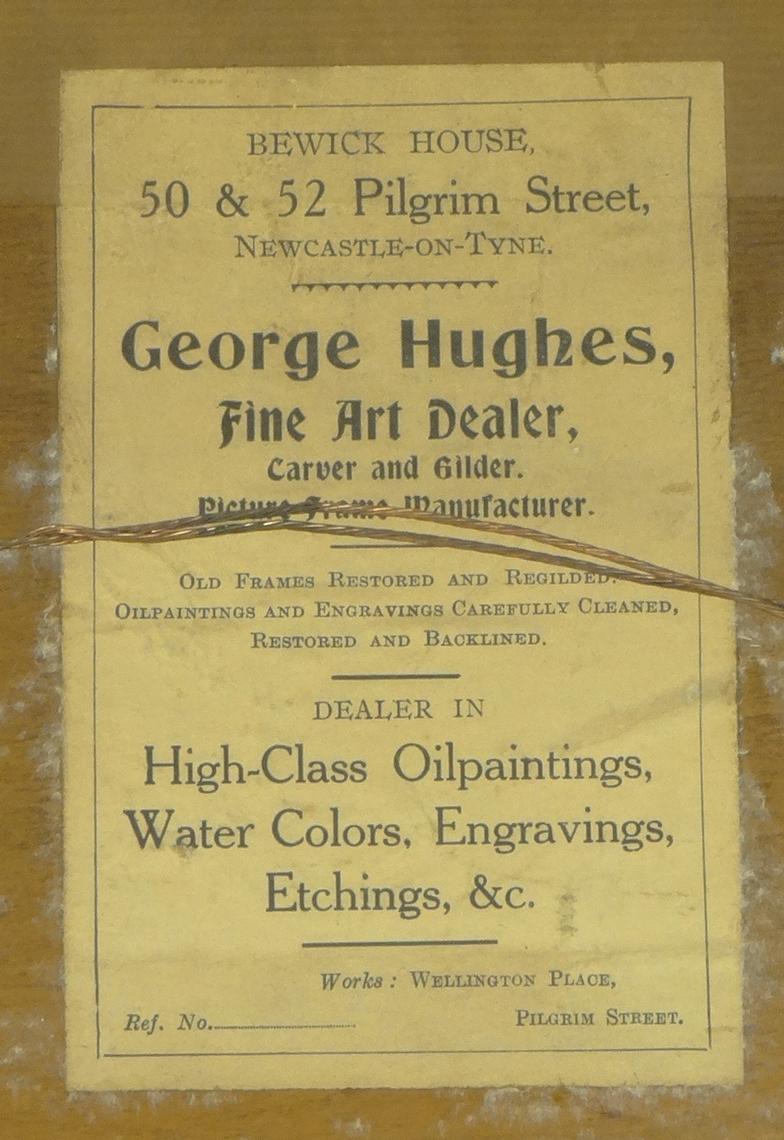 BEWICK HOUSE,
50 & 52 Pilgrim Street,
NEWCASTLE-ON-TYNE.
George Hughes,
Fine Art Dealer,
Carver and Gilder.
Picture Frame Manufacturer.
OLD FRAMES RESTORED AND REGILDED.
OILPAINTINGS AND ENGRAVINGS CAREFULLY CLEANED,
RESTORED AND BACKLINED.
DEALER IN
High-Class Oilpaintings,
Water Colors, Engravings,
Etchings, &c.
Works: WELLINGTON PLACE,
Ref. No. PILGRIM STREET.